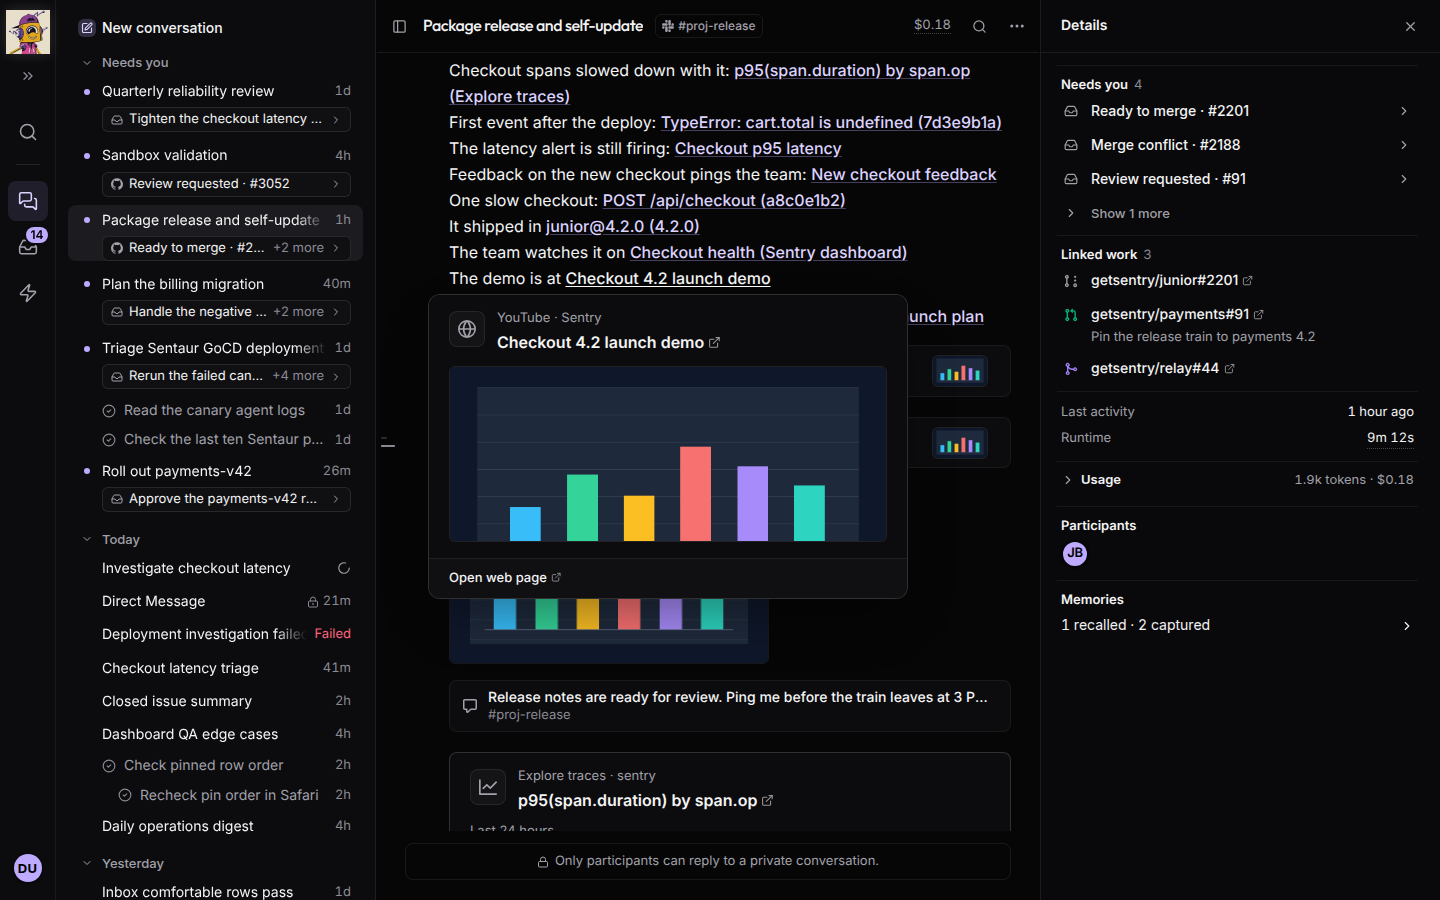 New conversation
Needs you
Quarterly reliability review 1d
Tighten the checkout latency ...
Sandbox validation 4h
Review requested · #3052
Package release and self-update 1h
Ready to merge · #2... +2 more
14
Plan the billing migration 40m
Handle the negative ... +2 more
Triage Sentaur GoCD deployment 1d
Rerun the failed can... +4 more
Read the canary agent logs 1d
Check the last ten Sentaur p... 1d
Roll out payments-v42 26m
Approve the payments-v42 r...
Today
Investigate checkout latency
Direct Message 21m
Deployment investigation failed Failed
Checkout latency triage 41m
Closed issue summary 2h
Dashboard QA edge cases 4h
Check pinned row order 2h
Recheck pin order in Safari 2h
Daily operations digest 4h
Yesterday
Inbox comfortable rows pass 1d
DU
Package release and self-update #proj-release $0.18
Checkout spans slowed down with it: p95(span.duration) by span.op
(Explore traces)
First event after the deploy: TypeError: cart.total is undefined (7d3e9b1a)
The latency alert is still firing: Checkout p95 latency
Feedback on the new checkout pings the team: New checkout feedback
One slow checkout: POST /api/checkout (a8c0e1b2)
It shipped in junior@4.2.0 (4.2.0)
The team watches it on Checkout health (Sentry dashboard)
The demo is at Checkout 4.2 launch demo
unch plan
YouTube · Sentry
Checkout 4.2 launch demo
Open web page
Release notes are ready for review. Ping me before the train leaves at 3 P...
#proj-release
Explore traces · sentry
p95(span.duration) by span.op
Last 24 hours
Only participants can reply to a private conversation.
Details
Needs you 4
Ready to merge · #2201
Merge conflict · #2188
Review requested · #91
Show 1 more
Linked work 3
getsentry/junior#2201
getsentry/payments#91
Pin the release train to payments 4.2
getsentry/relay#44
Last activity 1 hour ago
Runtime 9m 12s
Usage 1.9k tokens · $0.18
Participants
JB
Memories
1 recalled · 2 captured